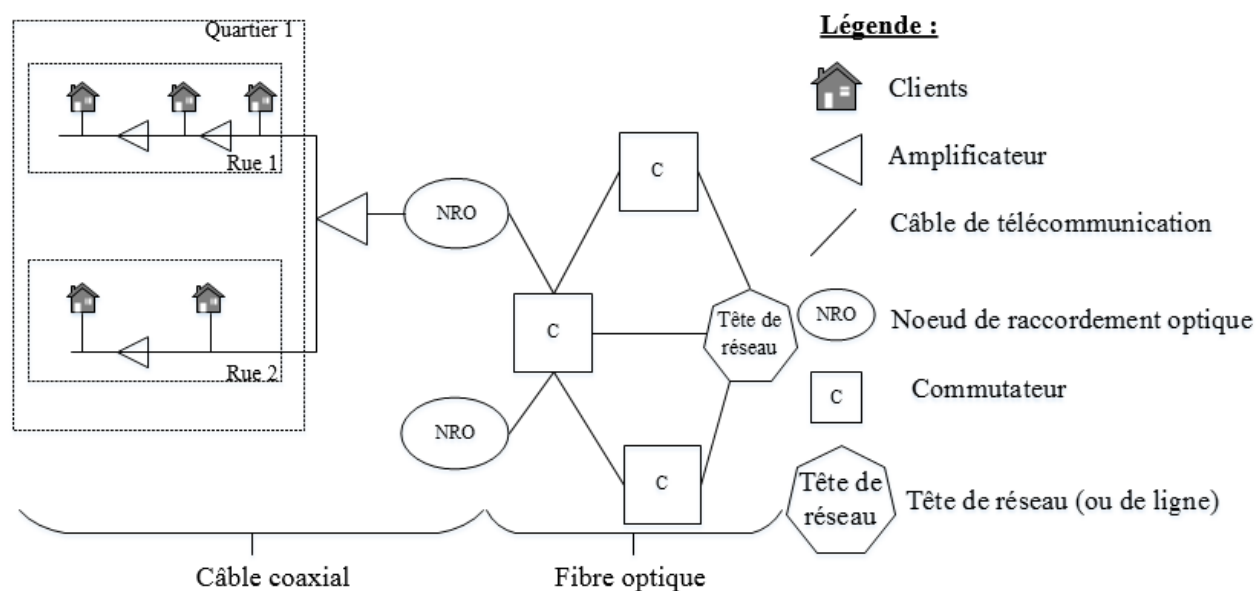 Quartier 1
Rue 1
Rue 2
NRO
NRO
C
C
C
Tête de
réseau
Câble coaxial
Fibre optique
Légende :
Clients
Amplificateur
Câble de télécommunication
NRO
Noeud de raccordement optique
C
Commutateur
Tête de
réseau
Tête de réseau (ou de ligne)